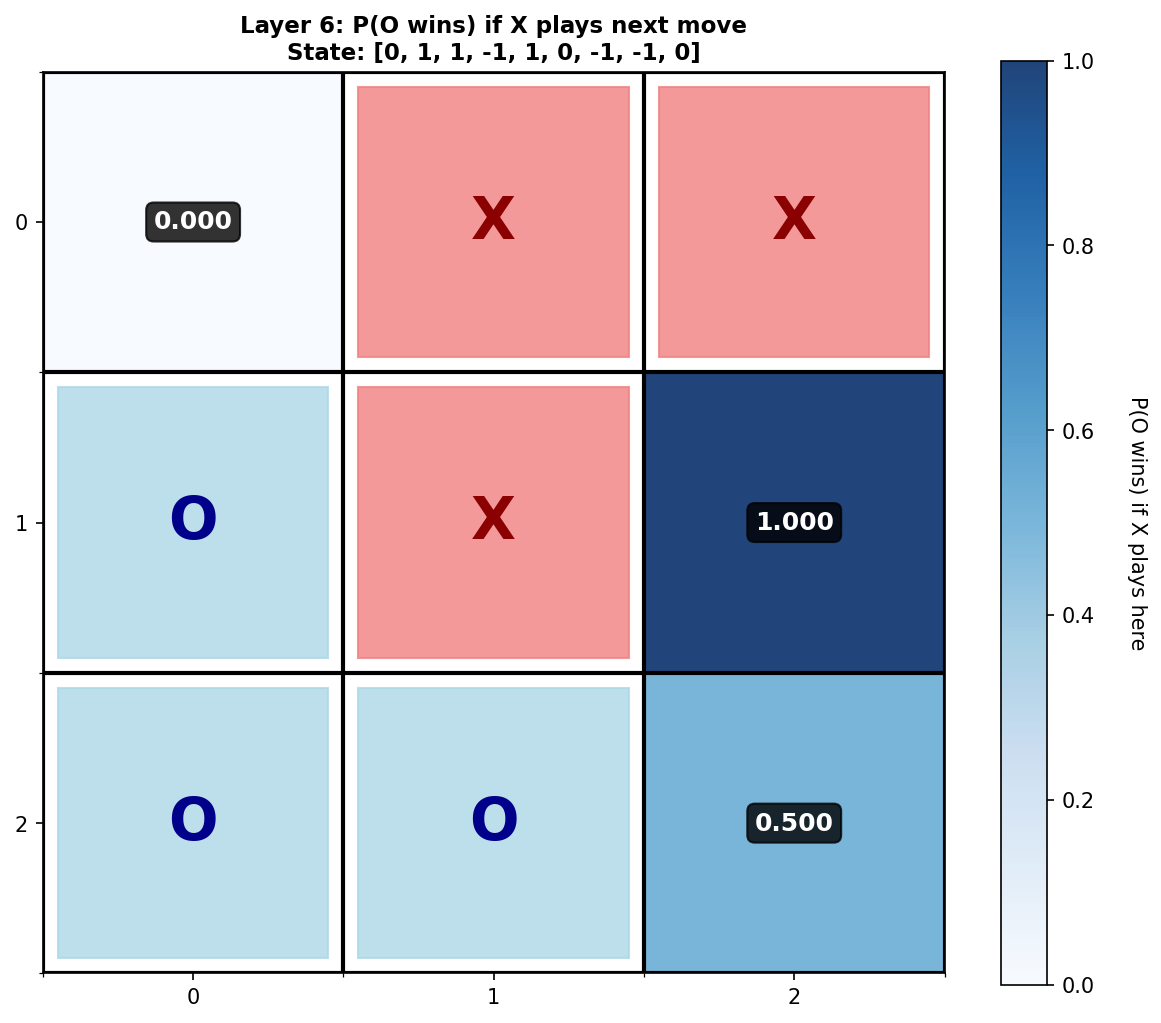 Layer 6: P(O wins) if X plays next move
State: [0, 1, 1, -1, 1, 0, -1, -1, 0]
0.000
X
X
O
X
1.000
O
O
0.500
0
1
2
0
1
2
1.0
0.8
0.6
0.4
0.2
0.0
P(O wins) if X plays here